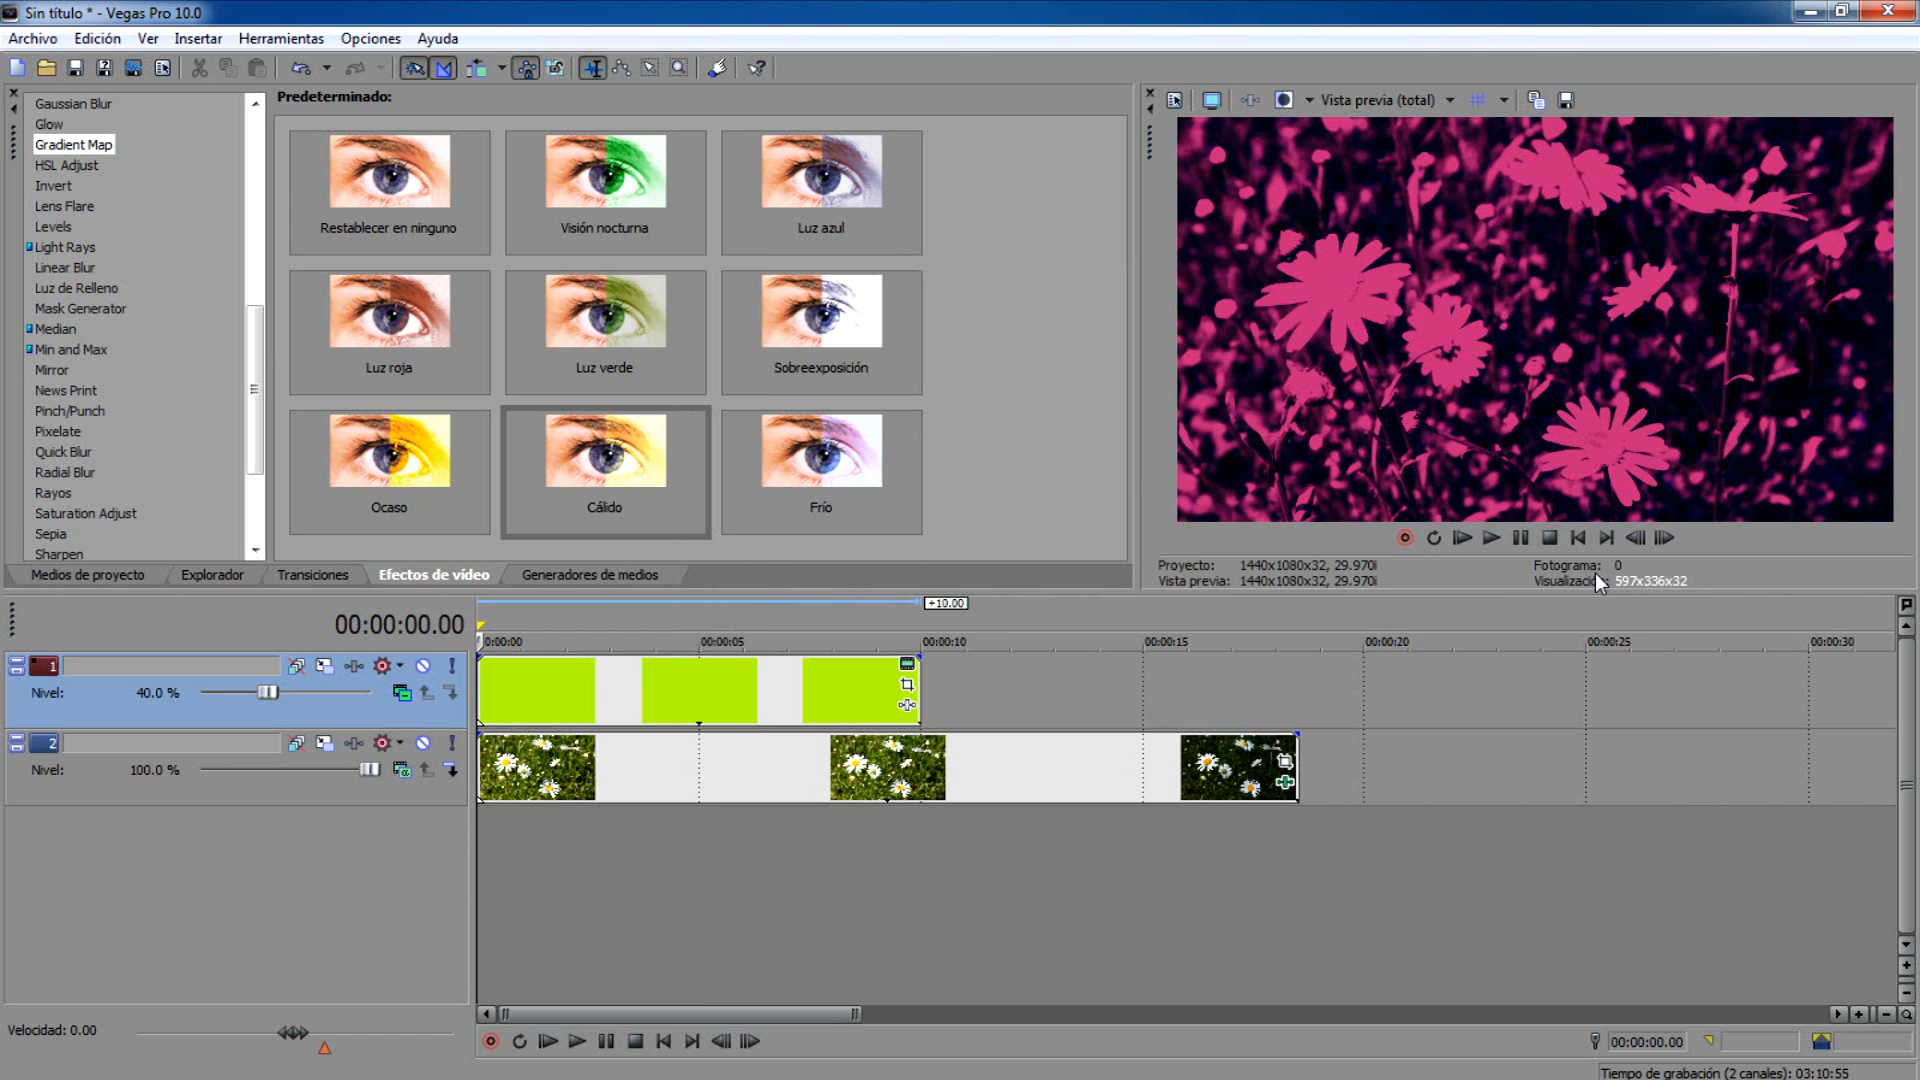 Sin título * - Vegas Pro 10.0
Archivo Edición Ver Insertar Herramientas Opciones Ayuda
Gaussian Blur
Glow
Gradient Map
HSL Adjust
Invert
Lens Flare
Levels
Light Rays
Linear Blur
Luz de Relleno
Mask Generator
Median
Min and Max
Mirror
News Print
Pinch/Punch
Pixelate
Quick Blur
Radial Blur
Rayos
Saturation Adjust
Sepia
Sharpen
Predeterminado:
Restablecer en ninguno
Visión nocturna
Luz azul
Luz roja
Luz verde
Sobreexposición
Ocaso
Cálido
Frío
Vista previa (total)
Proyecto: 1440x1080x32, 29.970i
Fotograma: 0
Vista previa: 1440x1080x32, 29.970i
597x336x32
Medios de proyecto Explorador Transiciones Efectos de vídeo Generadores de medios
00:00:00.00
+10.00
0:00:00 00:00:05 00:00:10 00:00:15 00:00:20 00:00:25 00:00:30
1
Nivel: 40.0 %
2
Nivel: 100.0 %
Velocidad: 0.00
00:00:00.00
Tiempo de grabación (2 canales): 03:10:55